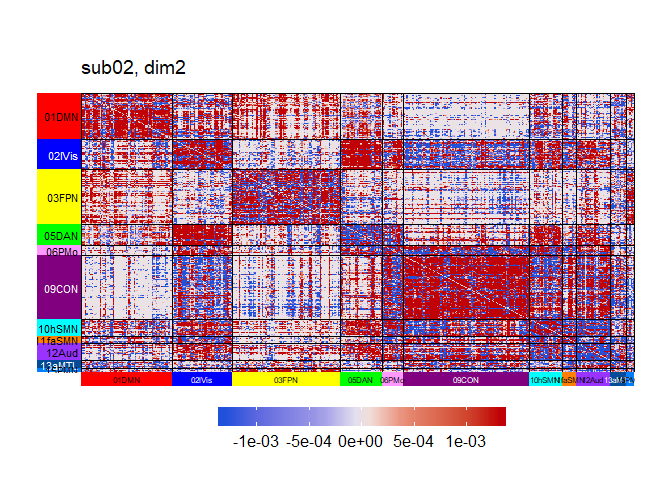 sub02, dim2
01DMN
02lVis
03FPN
05DAN
06PMo
09CON
10hSMN
11faSMN
12Aud
13aMTL
01DMN
02lVis
03FPN
05DAN
06PMo
09CON
10hSMN
12Aud
-1e-03 -5e-04 0e+00 5e-04 1e-03